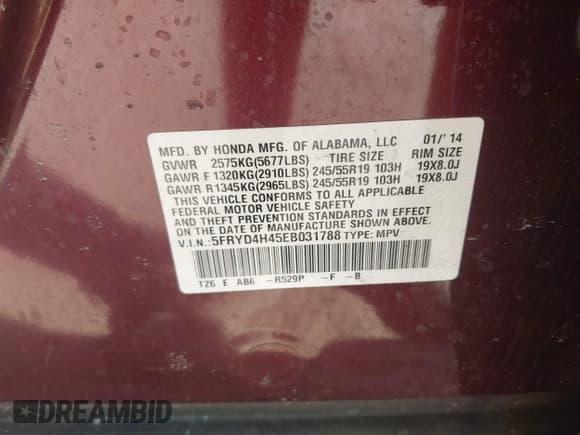 MFD. BY HONDA MFG. OF ALABAMA, LLC 01/'14
GVWR 2575KG(5677LBS) TIRE SIZE RIM SIZE
GAWR F 1320KG(2910LBS) 245/55R19 103H 19X8.0J
GAWR R 1345KG(2965LBS) 245/55R19 103H 19X8.0J
THIS VEHICLE CONFORMS TO ALL APPLICABLE
FEDERAL MOTOR VEHICLE SAFETY, BUMPER,
AND THEFT PREVENTION STANDARDS IN EFFECT
ON THE DATE OF MANUFACTURE SHOWN ABOVE.
V.I.N.: 5FRYD4H45EB031788 TYPE: MPV
TZ6 E AB6 -R529P -F -B
DREAMBID